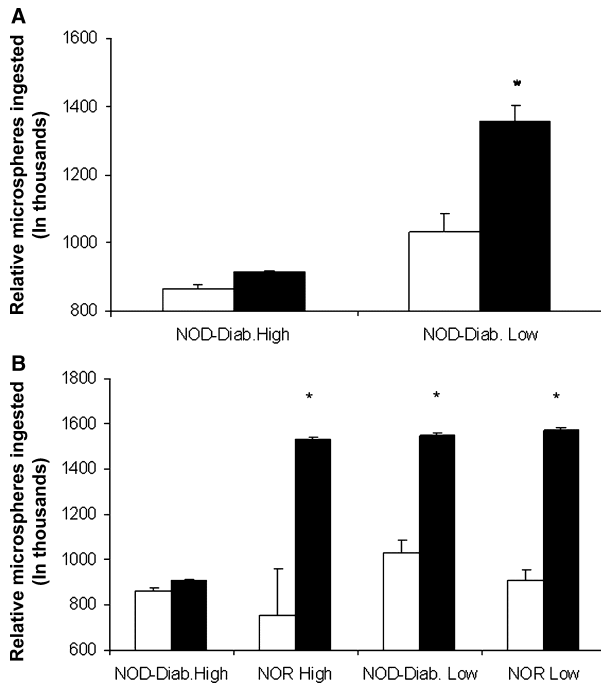 A
Relative microspheres ingested
(In thousands)
1600
1400
1200
1000
800
*
NOD-Diab.High
NOD-Diab. Low
B
Relative microspheres ingested
(In thousands)
1800
1600
1400
1200
1000
800
600
*
*
*
NOD-Diab.High
NOR High
NOD-Diab. Low
NOR Low